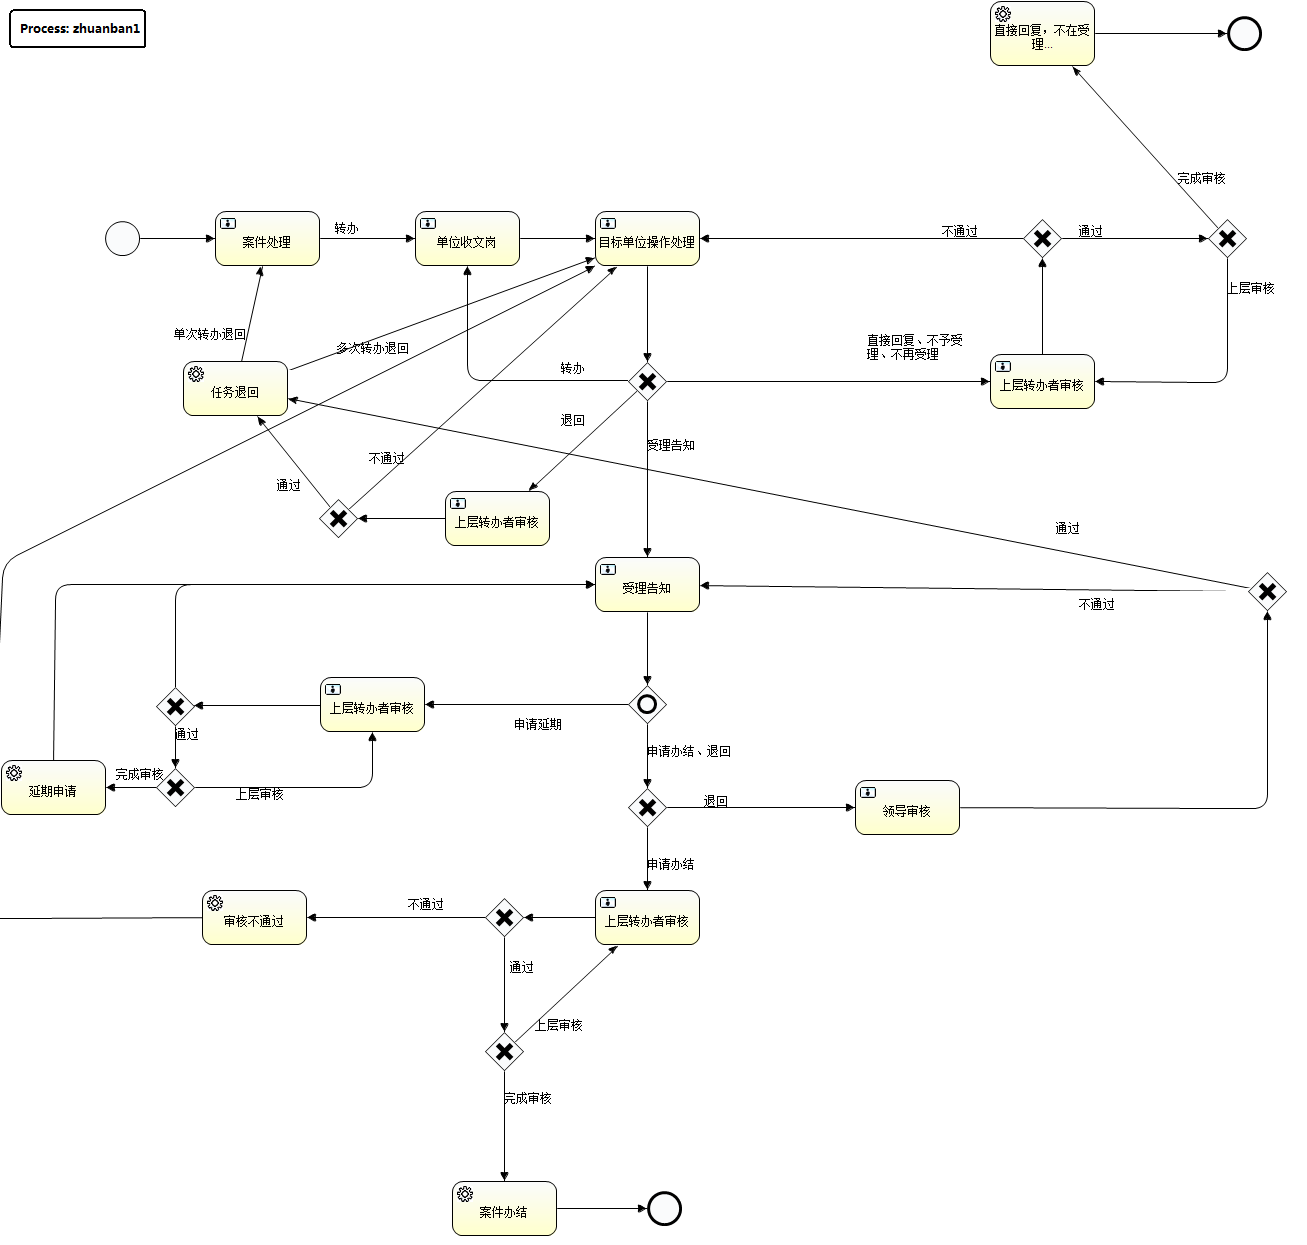 Process: zhuanban1
直接回复，不在受
理...
完成审核
案件处理
转办
单位收文岗
目标单位操作处理
不通过
通过
上层审核
单次转办退回
多次转办退回
直接回复、不予受
理、不再受理
转办
上层转办者审核
任务退回
退回
受理告知
不通过
通过
上层转办者审核
通过
受理告知
不通过
上层转办者审核
申请延期
通过
申请办结、退回
完成审核
延期申请
上层审核
退回
领导审核
申请办结
不通过
审核不通过
上层转办者审核
通过
上层审核
完成审核
案件办结